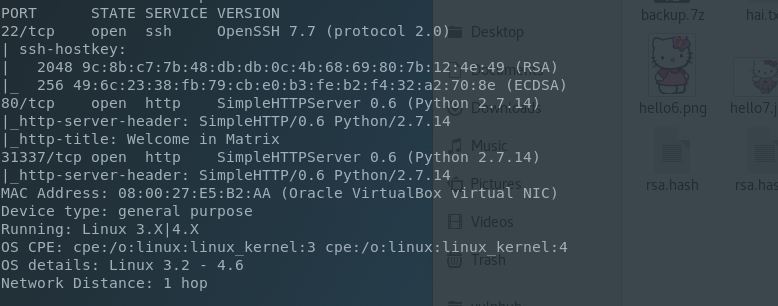 PORT STATE SERVICE VERSION
22/tcp open ssh OpenSSH 7.7 (protocol 2.0)
| ssh-hostkey:
| 2048 9c:8b:c7:7b:48:db:db:0c:4b:68:69:80:7b:12:4e:49 (RSA)
|_ 256 49:6c:23:38:fb:79:cb:e0:b3:fe:b2:f4:32:a2:70:8e (ECDSA)
80/tcp open http SimpleHTTPServer 0.6 (Python 2.7.14)
|_http-server-header: SimpleHTTP/0.6 Python/2.7.14
|_http-title: Welcome in Matrix
31337/tcp open http SimpleHTTPServer 0.6 (Python 2.7.14)
|_http-server-header: SimpleHTTP/0.6 Python/2.7.14
MAC Address: 08:00:27:E5:B2:AA (Oracle VirtualBox virtual NIC)
Device type: general purpose
Running: Linux 3.X|4.X
OS CPE: cpe:/o:linux:linux_kernel:3 cpe:/o:linux:linux_kernel:4
OS details: Linux 3.2 - 4.6
Network Distance: 1 hop
Desktop
Documents
Downloads
Music
Pictures
Videos
Trash
backup.7z
hai.tx
hello6.png
hello7.j
rsa.hash
rsa.has